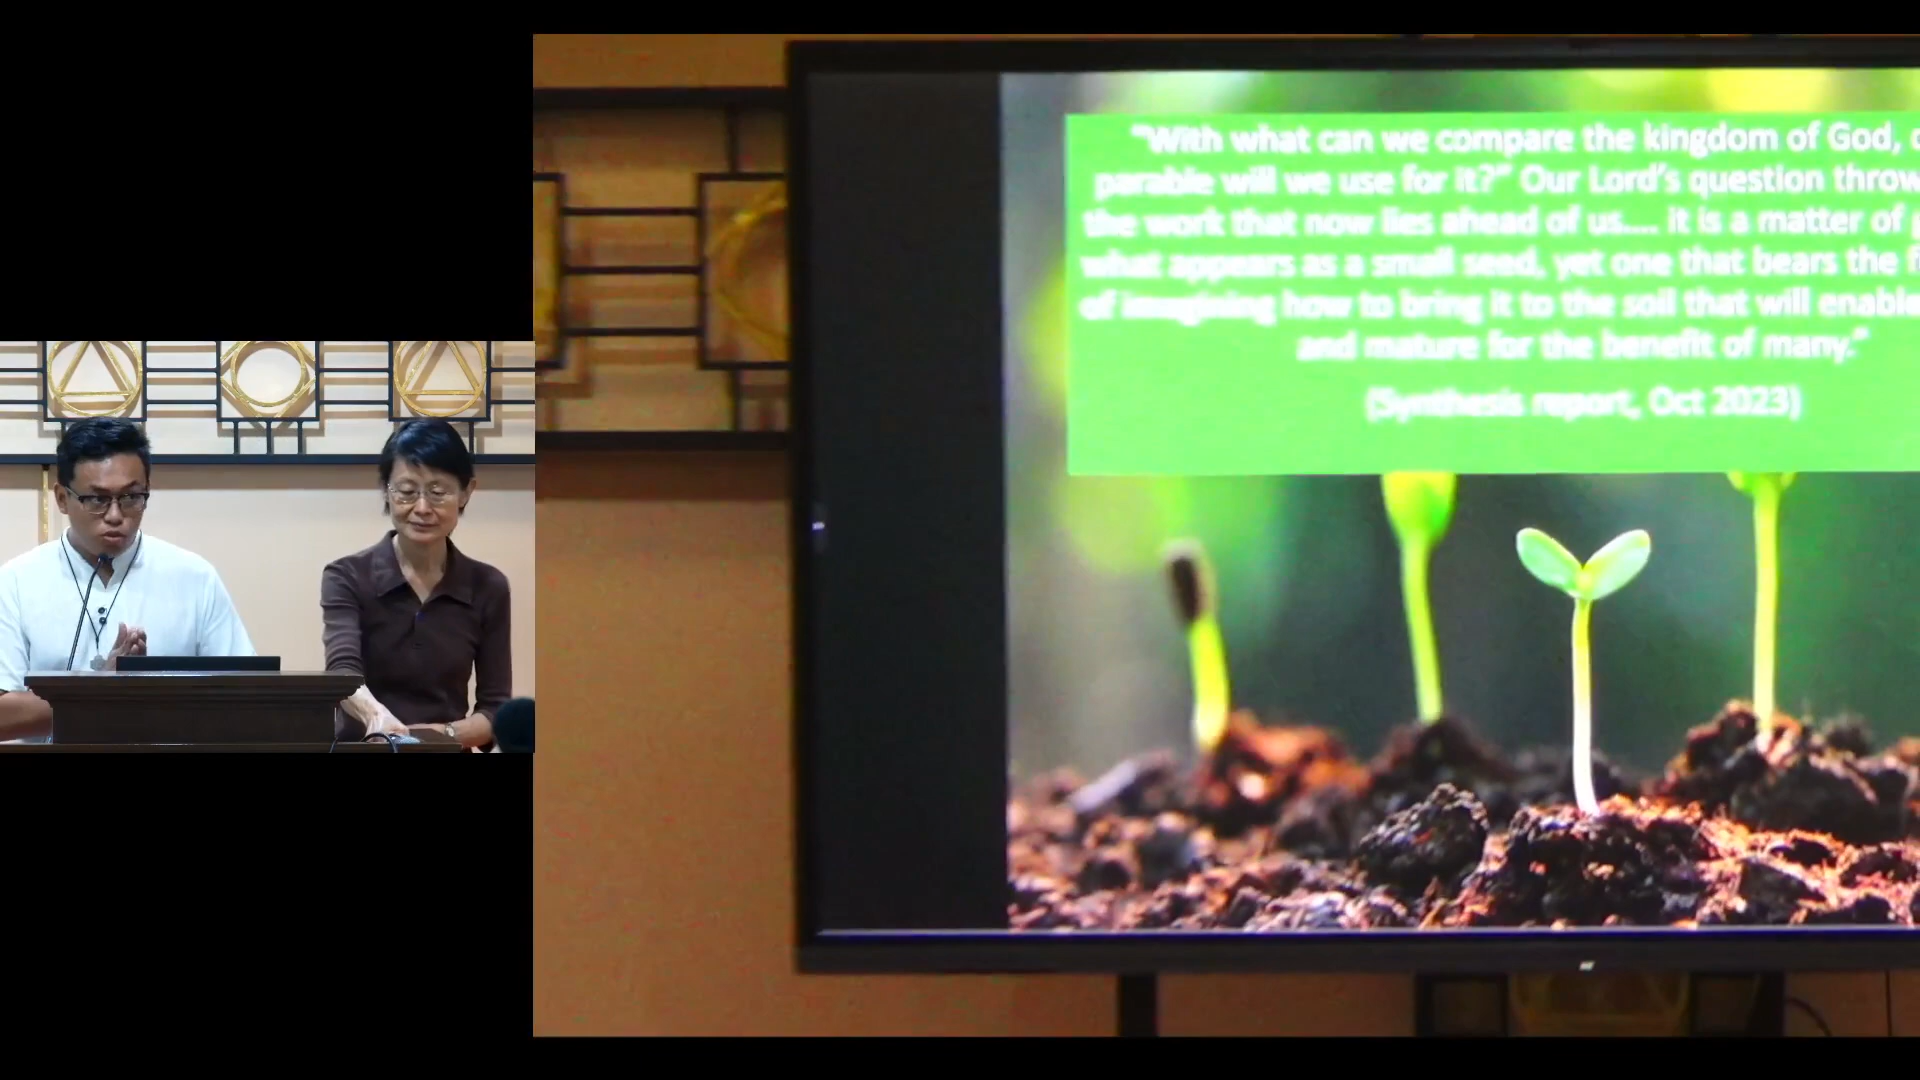 "With what can we compare the kingdom of God,
parable will we use for it?" Our Lord's question
the work that now lies ahead of us.... it is a matter of
what appears as a small seed, yet one that bears the
of imagining how to bring it to the soil that will enable
and mature for the benefit of many."
(Synthesis report, Oct 2023)